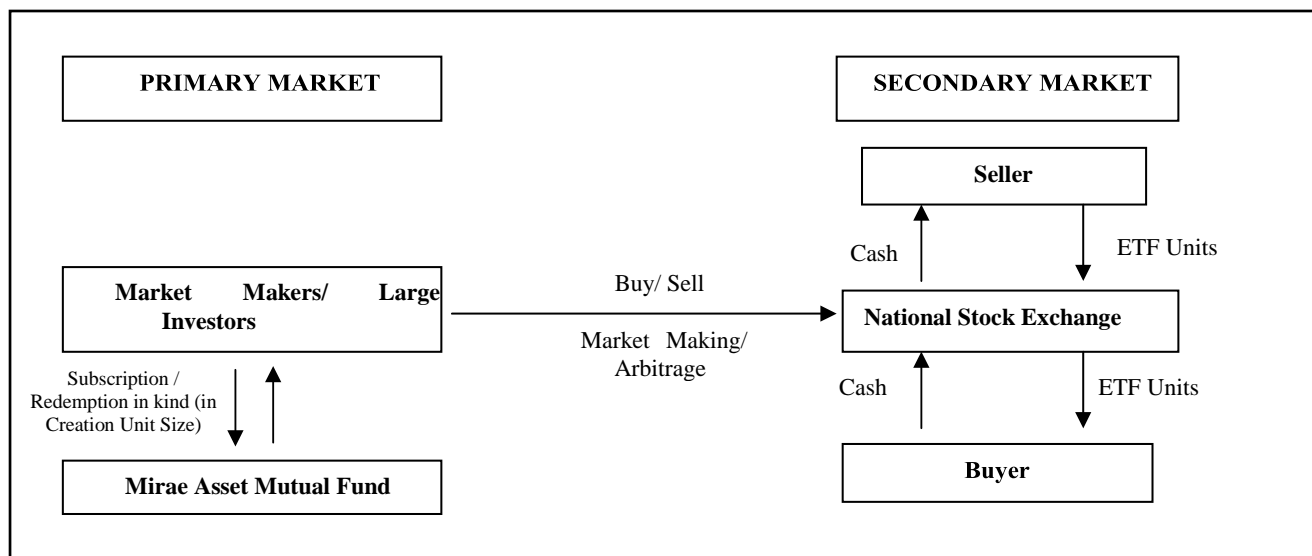 PRIMARY MARKET
SECONDARY MARKET
Seller
Cash
ETF Units
Market Makers/ Large
Investors
Buy/ Sell
Market Making/
Arbitrage
National Stock Exchange
Subscription /
Redemption in kind (in
Creation Unit Size)
Cash
ETF Units
Mirae Asset Mutual Fund
Buyer